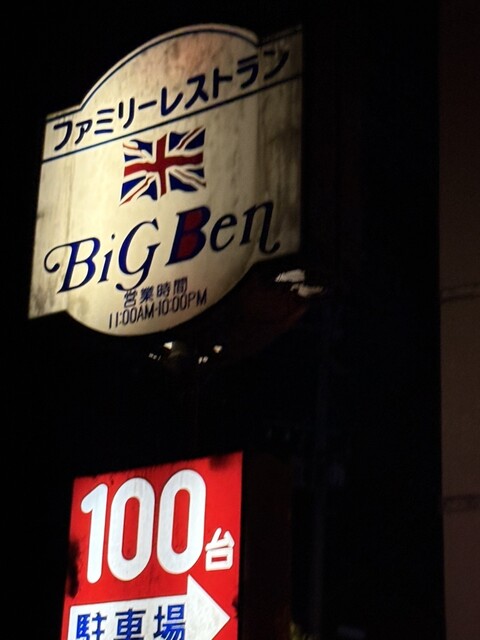 ファミリーレストラン
BiG Ben
営業時間
11:00AM-10:00PM
100台
駐車場